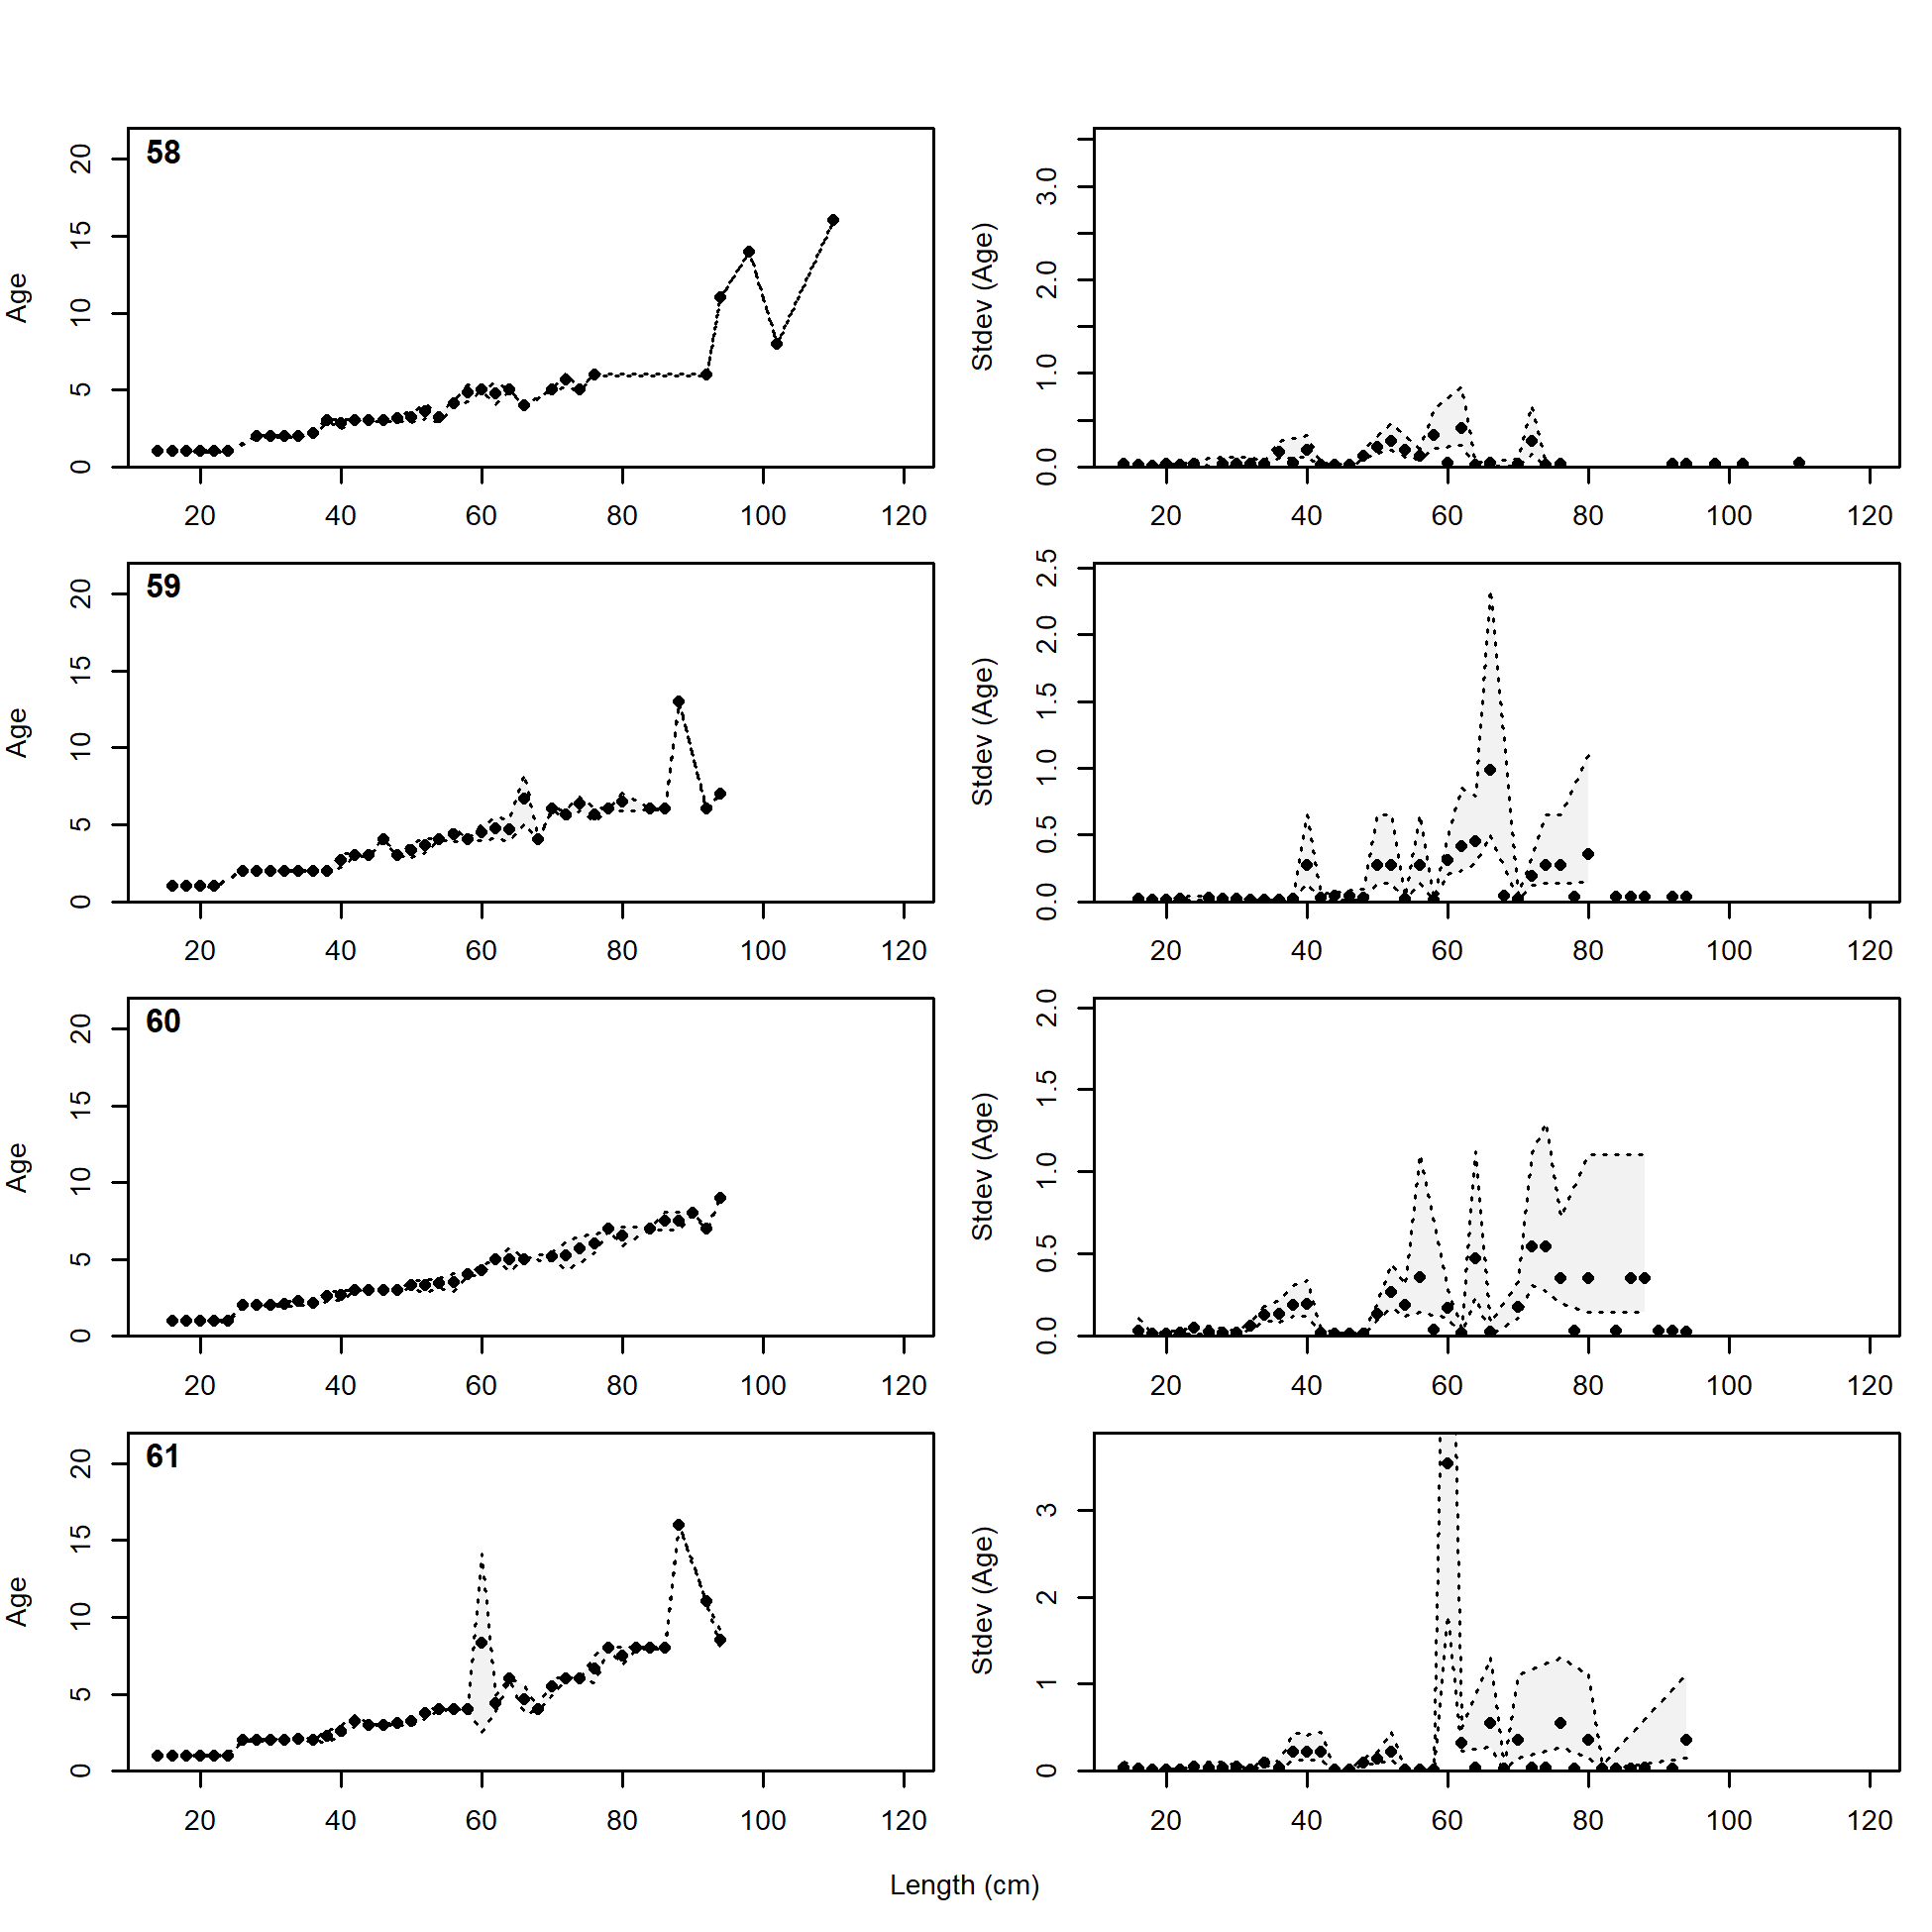 58
Age
0 5 10 15 20
20 40 60 80 100 120
Stdev (Age)
0.0 1.0 2.0 3.0
20 40 60 80 100 120
59
Age
0 5 10 15 20
20 40 60 80 100 120
Stdev (Age)
0.0 0.5 1.0 1.5 2.0 2.5
20 40 60 80 100 120
60
Age
0 5 10 15 20
20 40 60 80 100 120
Stdev (Age)
0.0 0.5 1.0 1.5 2.0
20 40 60 80 100 120
61
Age
0 5 10 15 20
20 40 60 80 100 120
Stdev (Age)
0 1 2 3
20 40 60 80 100 120
Length (cm)